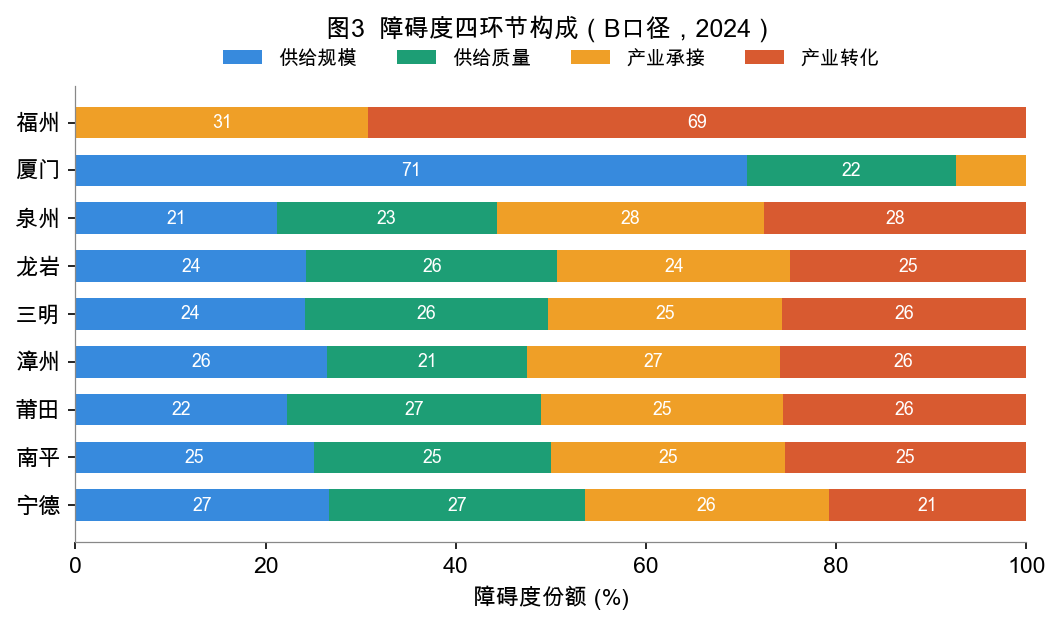 图3 障碍度四环节构成（B口径，2024）
供给规模 供给质量 产业承接 产业转化
福州 31 69
厦门 71 22
泉州 21 23 28 28
龙岩 24 26 24 25
三明 24 26 25 26
漳州 26 21 27 26
莆田 22 27 25 26
南平 25 25 25 25
宁德 27 27 26 21
0 20 40 60 80 100
障碍度份额 (%)